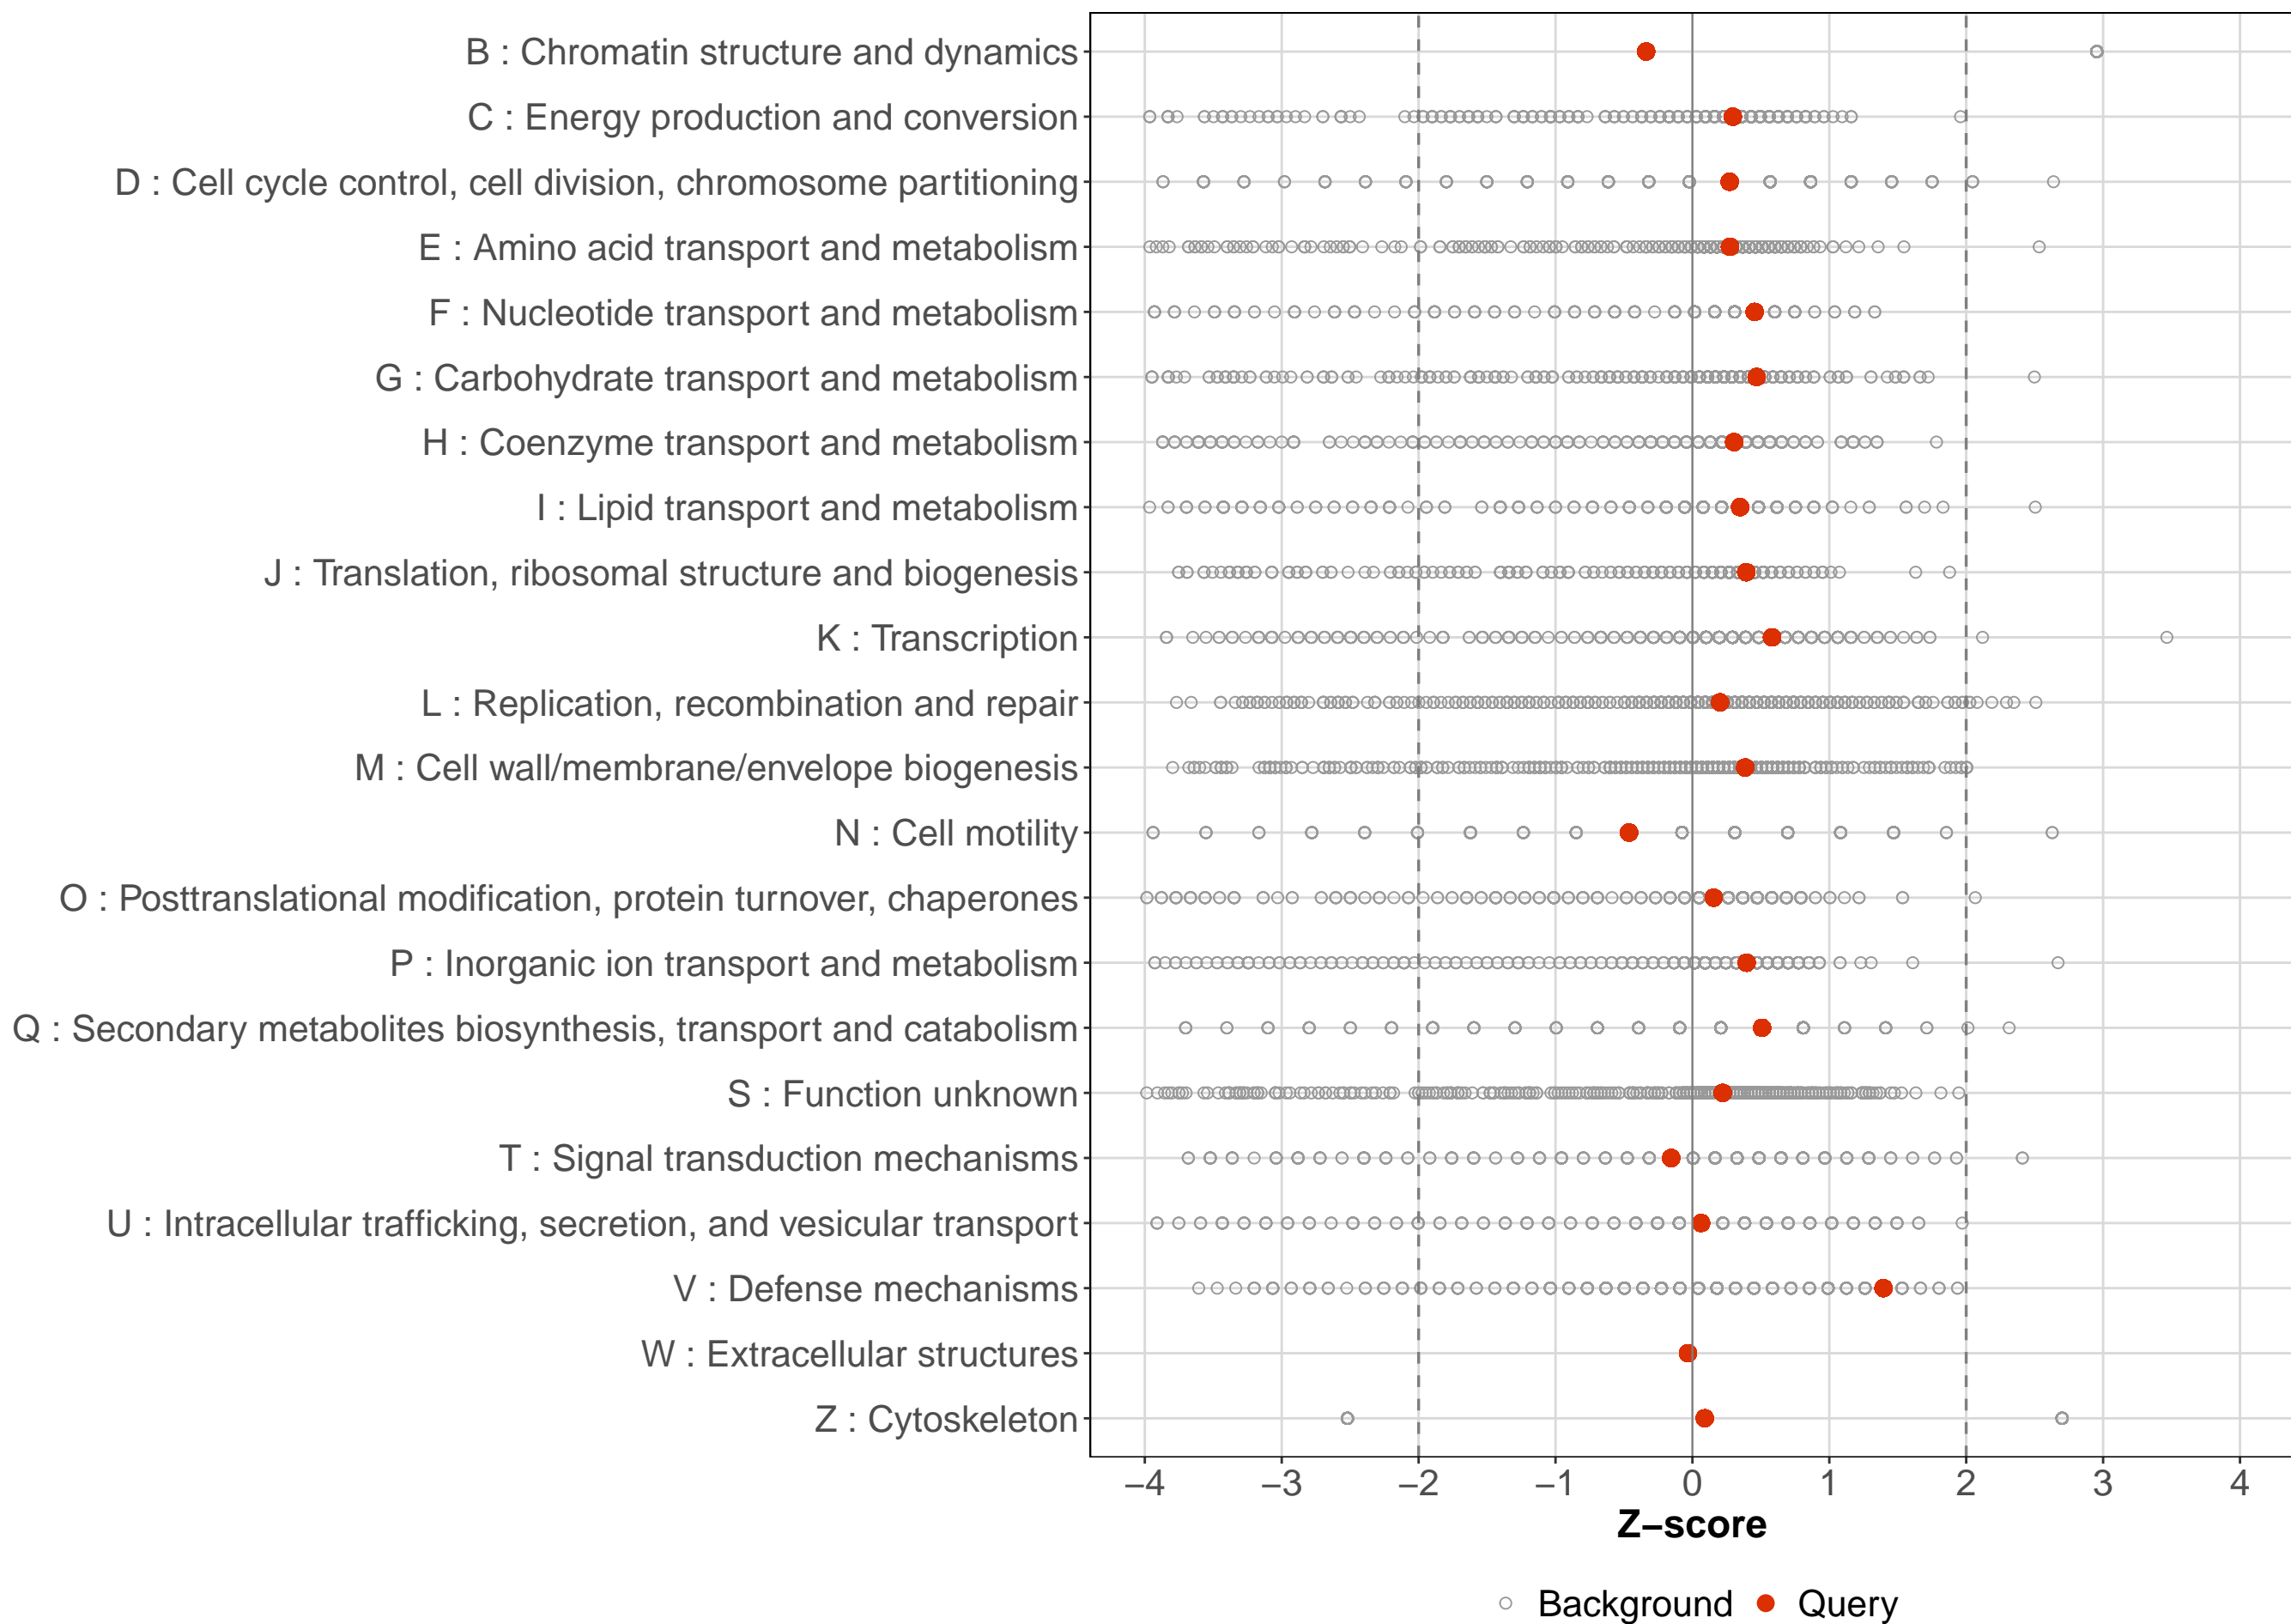 B : Chromatin structure and dynamics
C : Energy production and conversion
D : Cell cycle control, cell division, chromosome partitioning
E : Amino acid transport and metabolism
F : Nucleotide transport and metabolism
G : Carbohydrate transport and metabolism
H : Coenzyme transport and metabolism
I : Lipid transport and metabolism
J : Translation, ribosomal structure and biogenesis
K : Transcription
L : Replication, recombination and repair
M : Cell wall/membrane/envelope biogenesis
N : Cell motility
O : Posttranslational modification, protein turnover, chaperones
P : Inorganic ion transport and metabolism
Q : Secondary metabolites biosynthesis, transport and catabolism
S : Function unknown
T : Signal transduction mechanisms
U : Intracellular trafficking, secretion, and vesicular transport
V : Defense mechanisms
W : Extracellular structures
Z : Cytoskeleton
−4 −3 −2 −1 0 1 2 3 4
Z−score
Background Query